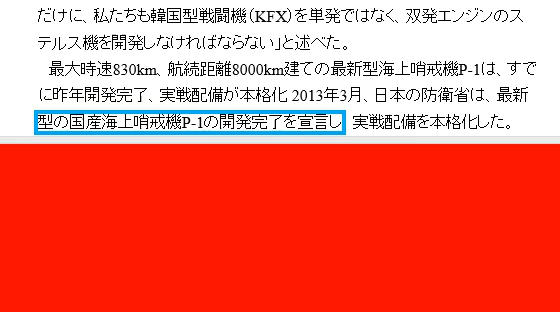 だけに、私たちも韓国型戦闘機（KFX）を単発ではなく、双発エンジンのス
テルス機を開発しなければならない」と述べた。
最大時速830km、航続距離8000km建ての最新型海上哨戒機P-1は、すで
に昨年開発完了、実戦配備が本格化 2013年3月、日本の防衛省は、最新
型の国産海上哨戒機P-1の開発完了を宣言し、実戦配備を本格化した。